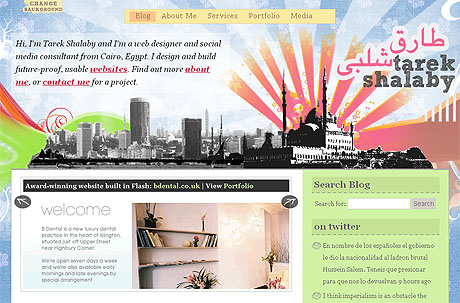 CHANGE
BACKGROUND
Blog About Me Services Portfolio Media
Hi, I'm Tarek Shalaby and I'm a web designer and social
media consultant from Cairo, Egypt. I design and build
future-proof, usable websites. Find out more about
me, or contact me for a project.
طارق
شلبي
tarek
shalaby
Award-winning website built in Flash: bdental.co.uk | View Portfolio
welcome
B Dental is a new luxury dental
practice in the heart of Islington,
situated just off Upper Street
near Highbury Corner.
We're open seven days a week
and we're also available early
mornings and late evenings by
special arrangement
Search Blog
Search for: Search
on twitter
En nombre de los españoles el gobierno
le dio la nacionalidad al ladron brutal
Hussein Salem. Teneis que presionar
para que nos lo devuelvan 9 hours ago
I think imperialism is an obstacle the